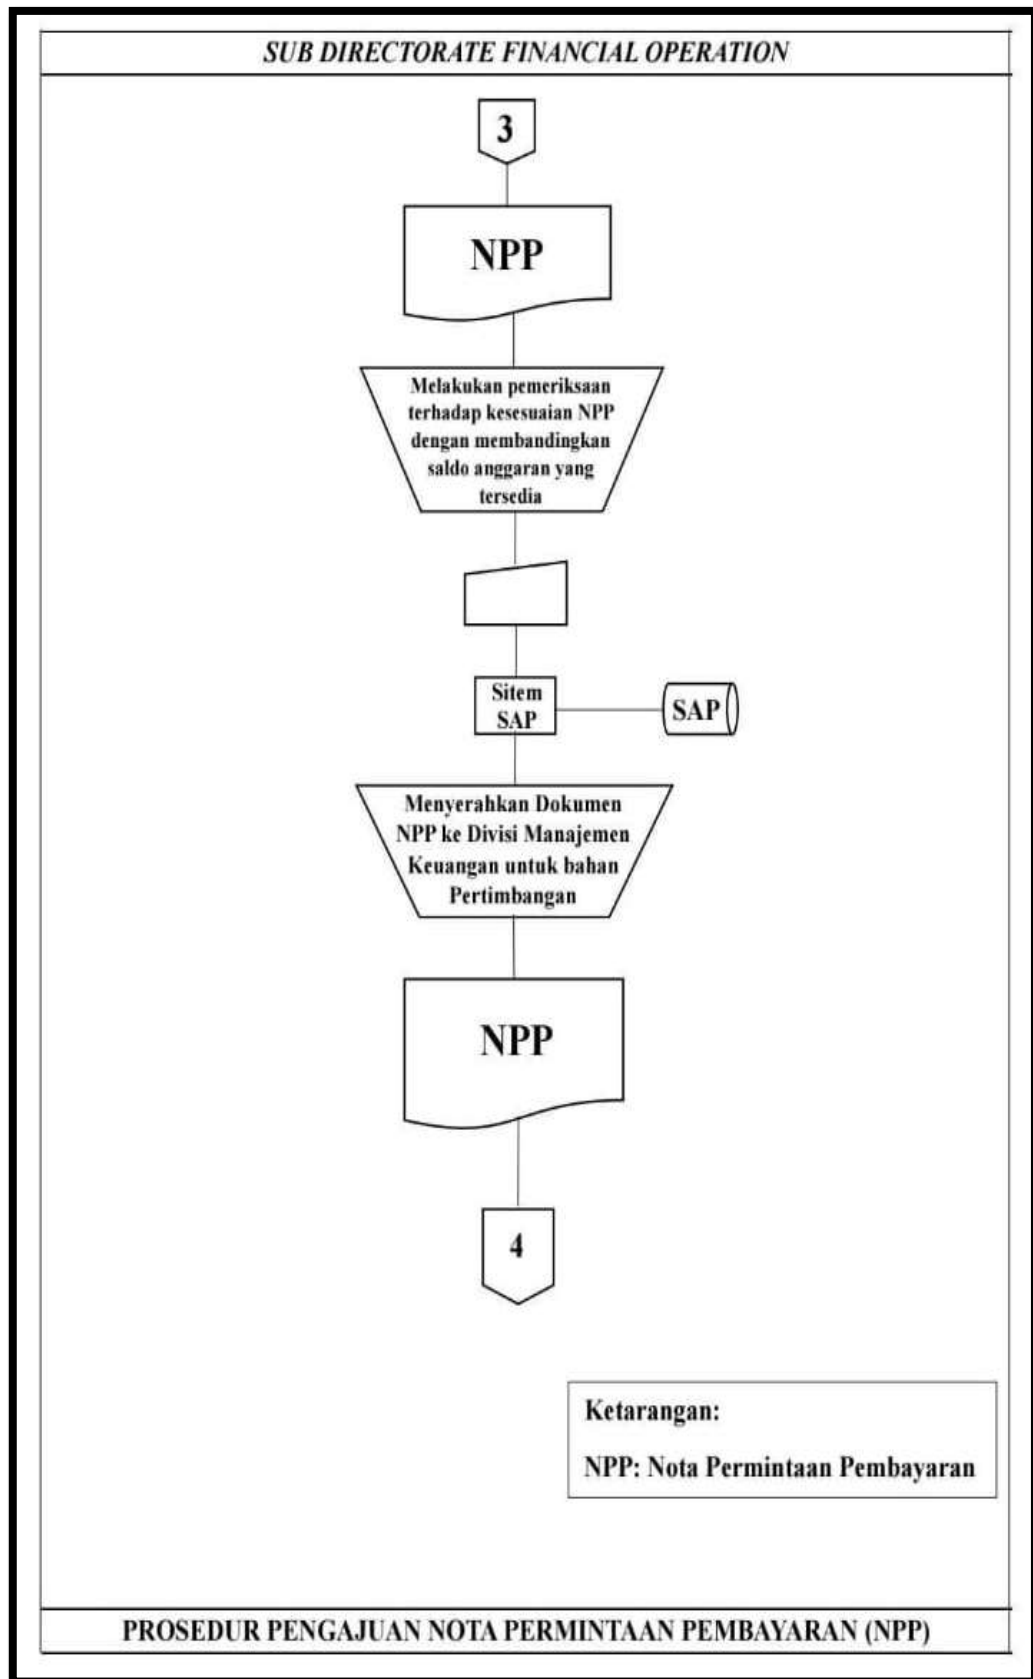 SUB DIRECTORATE FINANCIAL OPERATION
3
NPP
Melakukan pemeriksaan
terhadap kesesuaian NPP
dengan membandingkan
saldo anggaran yang
tersedia
Sitem
SAP
SAP
Menyerahkan Dokumen
NPP ke Divisi Manajemen
Keuangan untuk bahan
Pertimbangan
NPP
4
Ketarangan:
NPP: Nota Permintaan Pembayaran
PROSEDUR PENGAJUAN NOTA PERMINTAAN PEMBAYARAN (NPP)